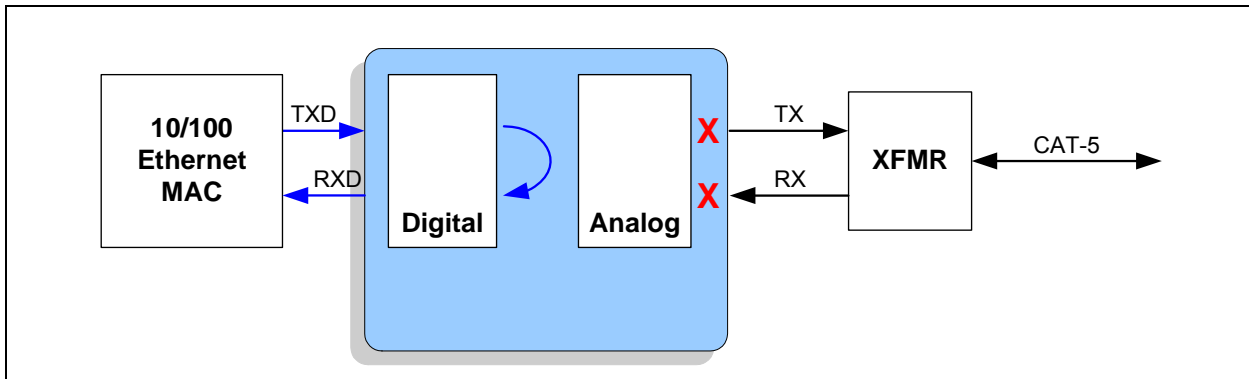 10/100
Ethernet
MAC
TXD
RXD
Digital
Analog
X
X
TX
RX
XFMR
CAT-5